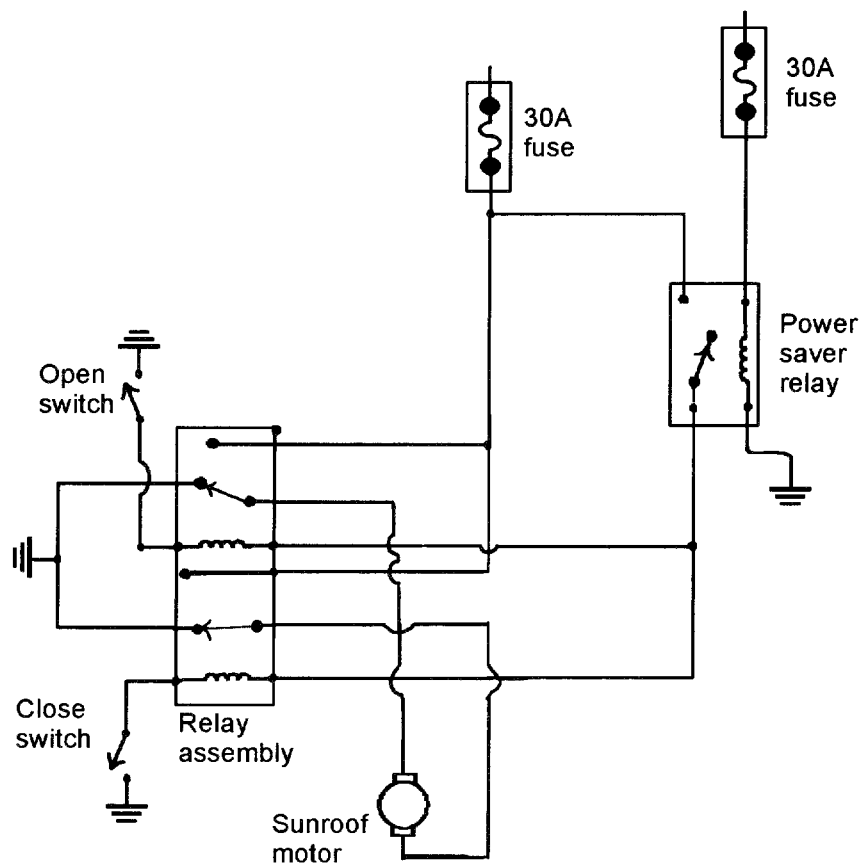 30A
fuse
30A
fuse
Power
saver
relay
Open
switch
Close
switch
Relay
assembly
Sunroof
motor